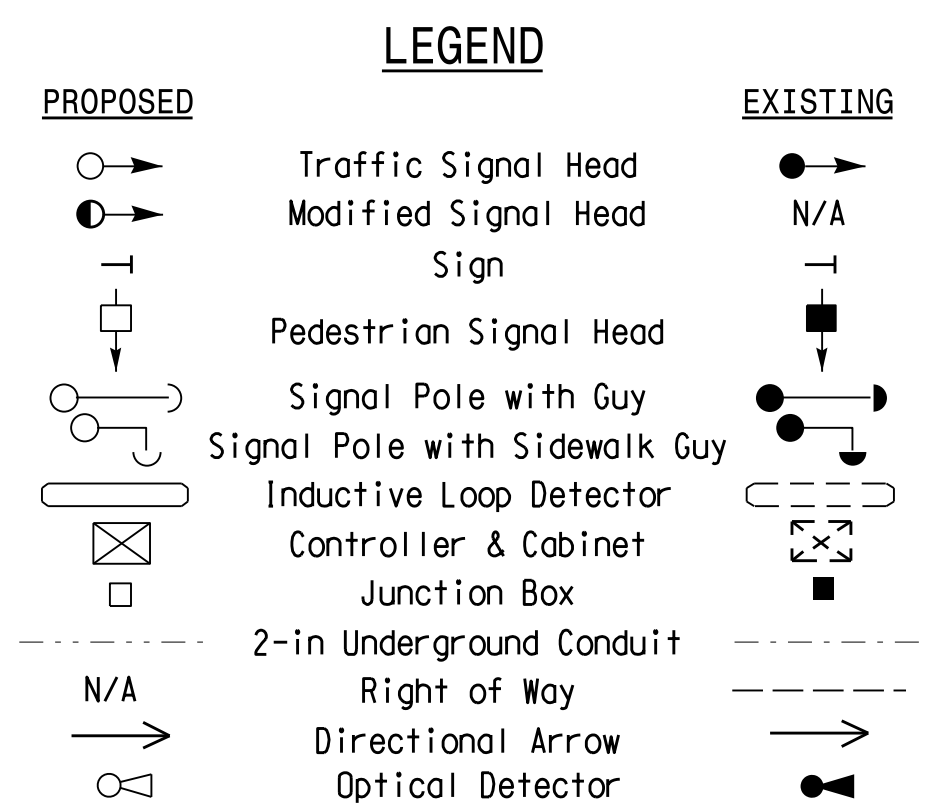 LEGEND
PROPOSED EXISTING
Traffic Signal Head
Modified Signal Head N/A
Sign
Pedestrian Signal Head
Signal Pole with Guy
Signal Pole with Sidewalk Guy
Inductive Loop Detector
Controller & Cabinet
Junction Box
2-in Underground Conduit
N/A Right of Way
Directional Arrow
Optical Detector